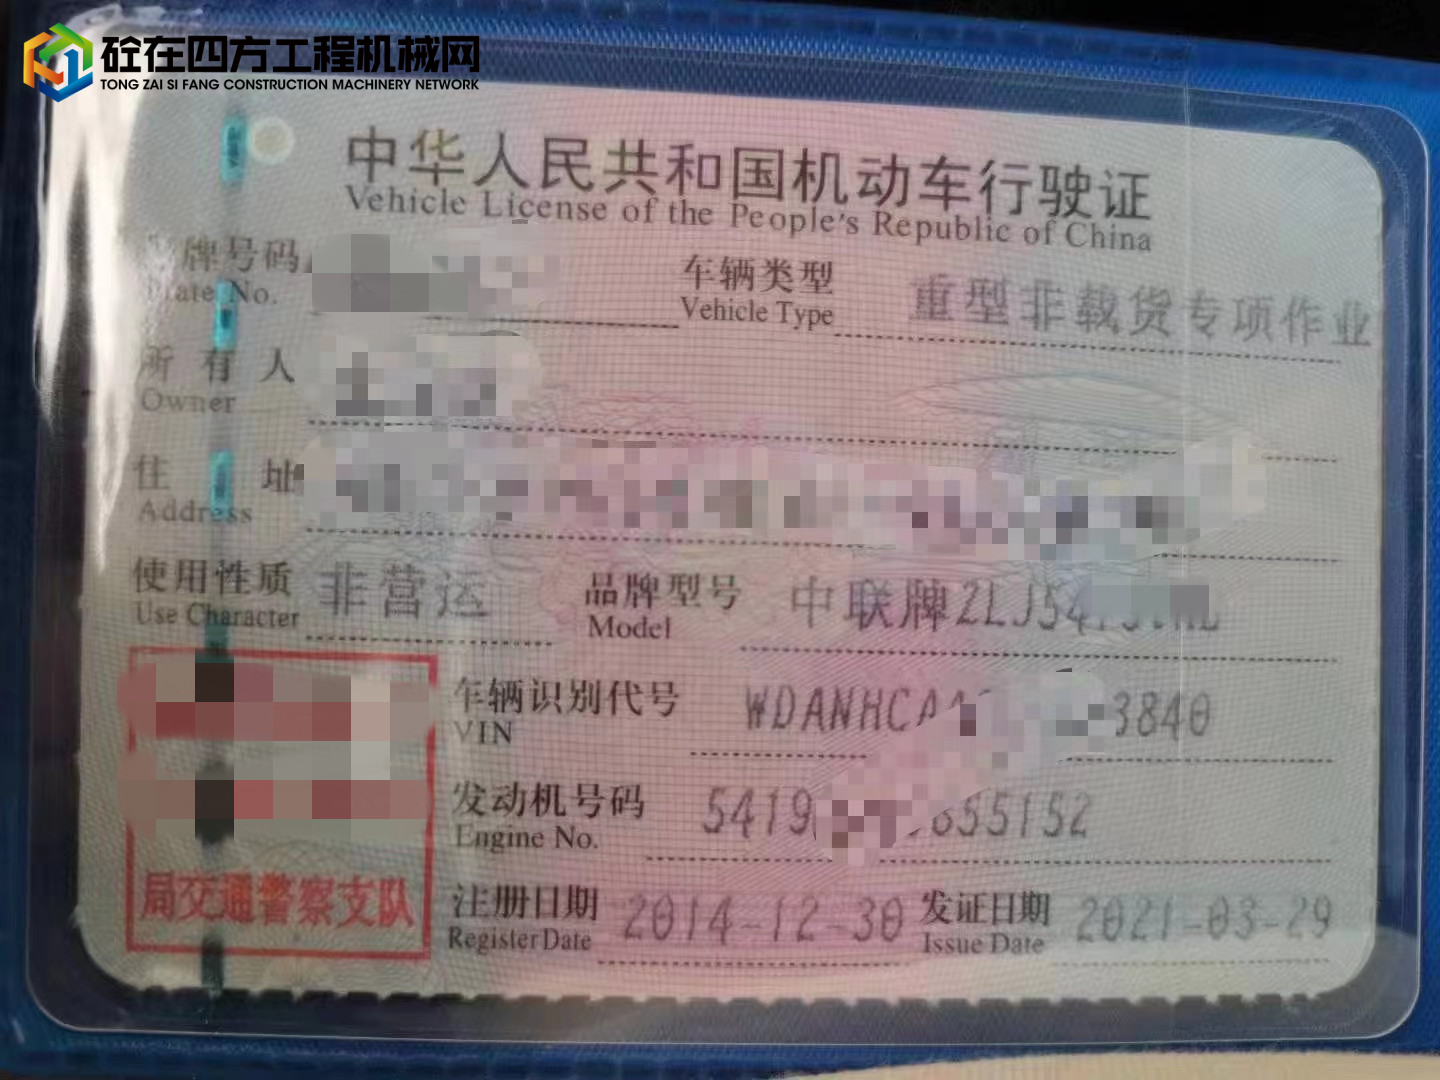 砼在四方工程机械网
TONG ZAI SI FANG CONSTRUCTION MACHINERY NETWORK
中华人民共和国机动车行驶证
Vehicle License of the People's Republic of China
牌号码
Plate No.
车辆类型
Vehicle Type
重型非载货专项作业
所有人
Owner
住址
Address
使用性质
Use Character
非营运
品牌型号
Model
中联牌ZLJ54
车辆识别代号
VIN
WDANHCA 3840
发动机号码
Engine No.
5419 655152
局交通警察支队
注册日期
Register Date
2014-12-30
发证日期
Issue Date
2021-03-29